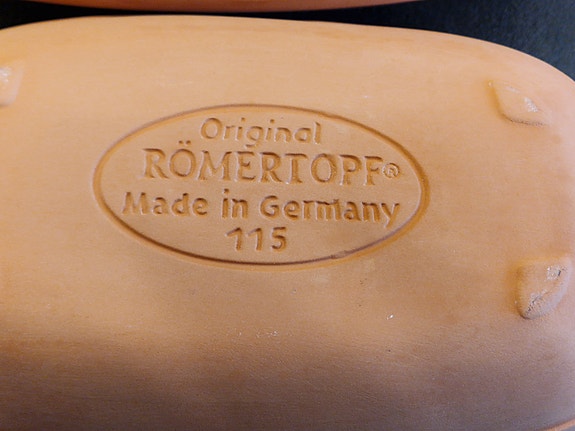 Original
RÖMERTOPF®
Made in Germany
115